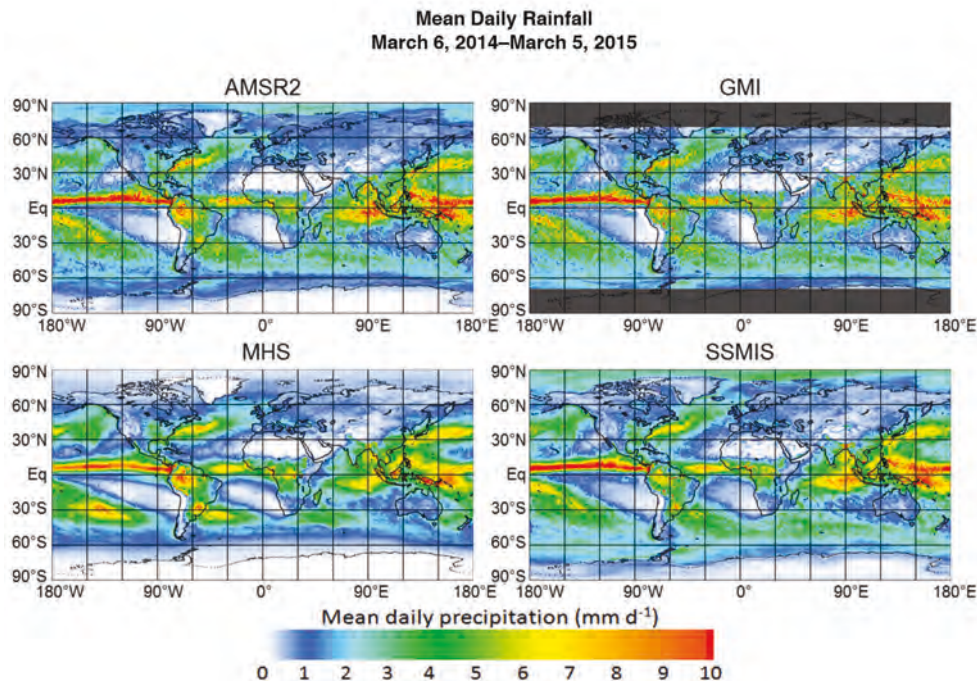 Mean Daily Rainfall
March 6, 2014–March 5, 2015
AMSR2
GMI
90°N
60°N
30°N
Eq
30°S
60°S
90°S
180°W 90°W 0° 90°E 180°E
90°N
60°N
30°N
Eq
30°S
60°S
90°S
180°W 90°W 0° 90°E 180°E
MHS
SSMIS
90°N
60°N
30°N
Eq
30°S
60°S
90°S
180°W 90°W 0° 90°E 180°E
90°N
60°N
30°N
Eq
30°S
60°S
90°S
180°W 90°W 0° 90°E 180°E
Mean daily precipitation (mm d⁻¹)
0 1 2 3 4 5 6 7 8 9 10